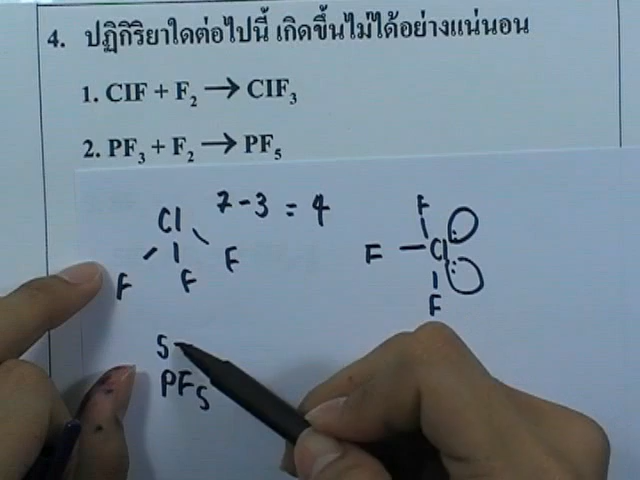 4. ปฏิกิริยาใดต่อไปนี้ เกิดขึ้นไม่ได้อย่างแน่นอน
1. ClF + F₂ → ClF₃
2. PF₃ + F₂ → PF₅
Cl 7 - 3 = 4
F F F
F
F Cl
F
5
PF₅